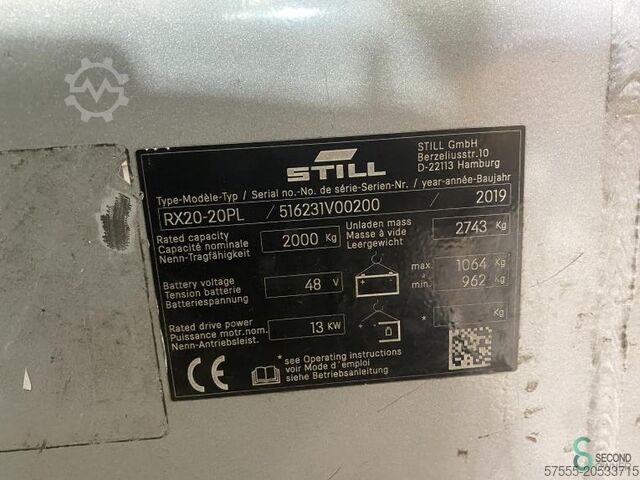 STILL
STILL GmbH
Berzeliusstr.10
D-22113 Hamburg
Type-Modèle-Typ / Serial no.-No. de série-Serien-Nr. / year-année-Baujahr
RX20-20PL / 516231V00200 / 2019
Rated capacity
Capacité nominale
Nenn-Tragfähigkeit
2000 Kg
Unladen mass
Masse à vide
Leergewicht
2743 Kg
Battery voltage
Tension batterie
Batteriespannung
48 V
max. 1064 Kg
min. 962 Kg
Rated drive power
Puissance motr.nom.
Nenn-Antriebsleist.
13 KW
* Kg
* see Operating instructions
voir Mode d'emploi
siehe Betriebsanleitung
CE
SECOND
57555-20533715